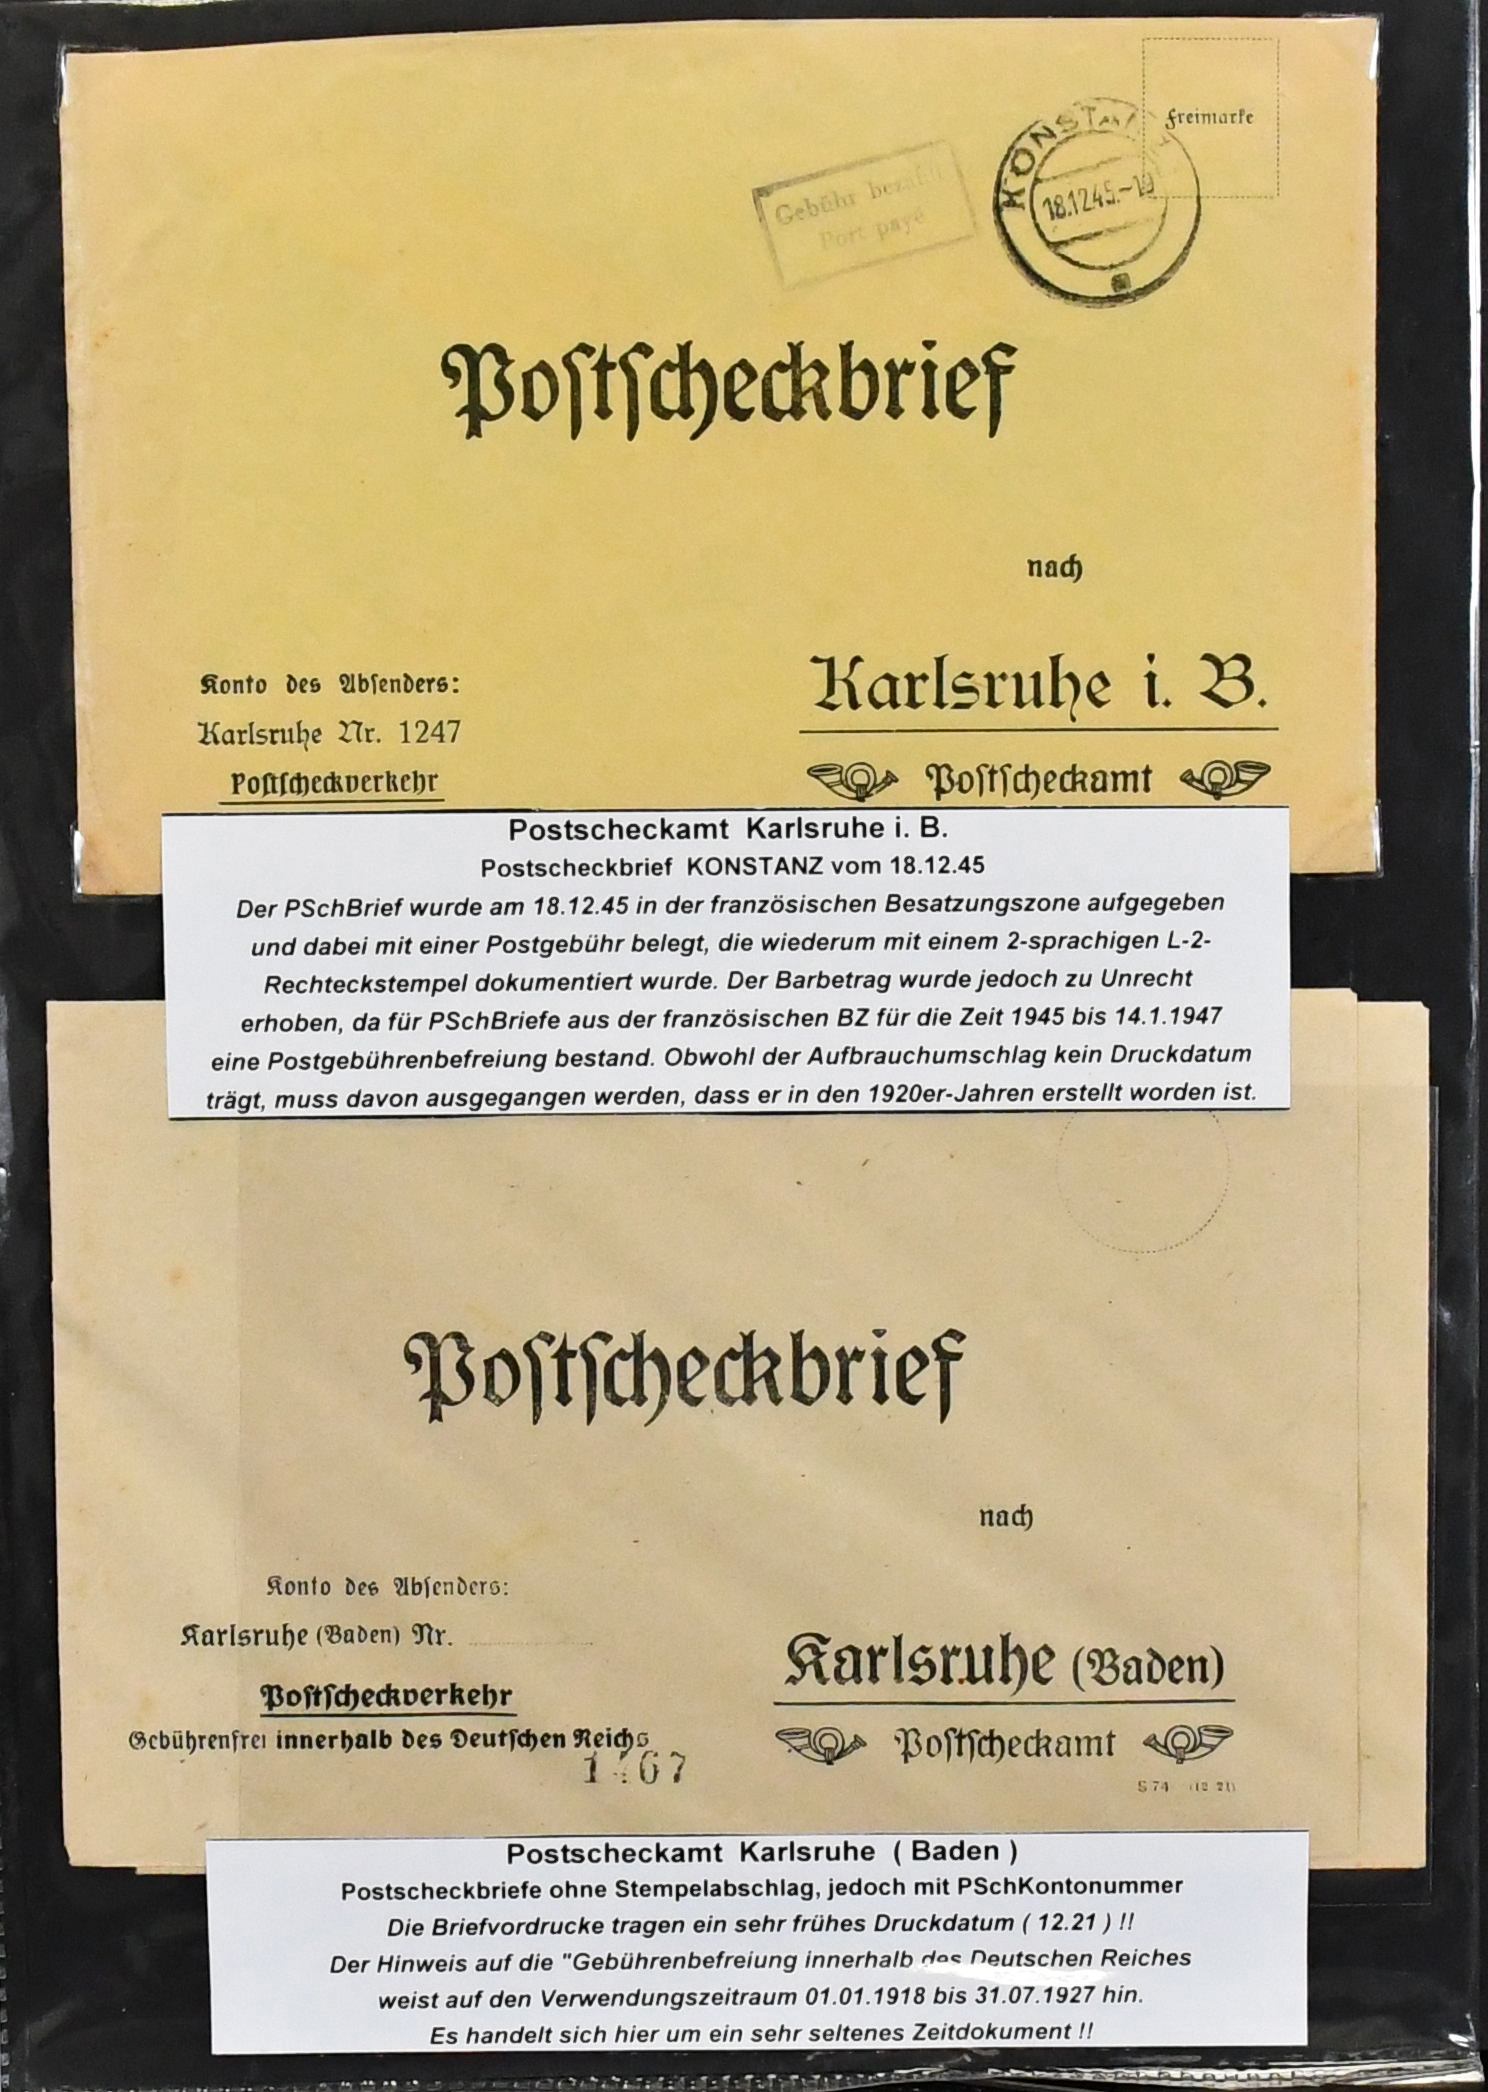 Freimarke
KONSTANZ
18.12.45.-19
Gebühr bezahlt
Port payé
Postscheckbrief
nach
Konto des Absenders:
Karlsruhe i. B.
Karlsruhe Nr. 1247
Postscheckverkehr
Postscheckamt
Postscheckamt Karlsruhe i. B.
Postscheckbrief KONSTANZ vom 18.12.45
Der PSchBrief wurde am 18.12.45 in der französischen Besatzungszone aufgegeben
und dabei mit einer Postgebühr belegt, die wiederum mit einem 2-sprachigen L-2-
Rechteckstempel dokumentiert wurde. Der Barbetrag wurde jedoch zu Unrecht
erhoben, da für PSchBriefe aus der französischen BZ für die Zeit 1945 bis 14.1.1947
eine Postgebührenbefreiung bestand. Obwohl der Aufbrauchumschlag kein Druckdatum
trägt, muss davon ausgegangen werden, dass er in den 1920er-Jahren erstellt worden ist.
Postscheckbrief
nach
Konto des Absenders:
Karlsruhe (Baden) Nr.
Karlsruhe (Baden)
Postscheckverkehr
Gebührenfrei innerhalb des Deutschen Reichs
Postscheckamt
S 74 (12 21)
Postscheckamt Karlsruhe ( Baden )
Postscheckbriefe ohne Stempelabschlag, jedoch mit PSchKontonummer
Die Briefvordrucke tragen ein sehr frühes Druckdatum ( 12.21 ) !!
Der Hinweis auf die "Gebührenbefreiung innerhalb des Deutschen Reiches
weist auf den Verwendungszeitraum 01.01.1918 bis 31.07.1927 hin.
Es handelt sich hier um ein sehr seltenes Zeitdokument !!